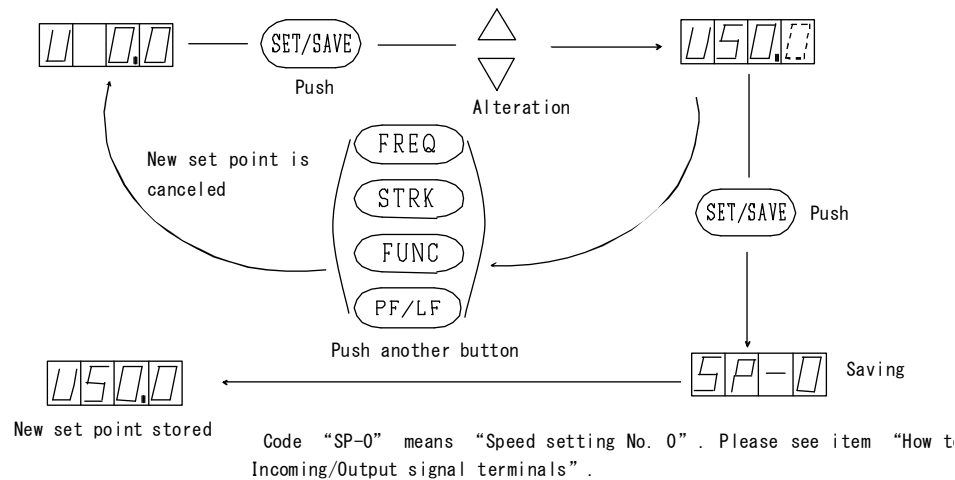 U 0.0
SET/SAVE
Push
Alteration
U50.0
New set point is
canceled
FREQ
STRK
FUNC
PF/LF
Push another button
SET/SAVE
Push
SP-0
Saving
U50.0
New set point stored
Code “SP-0” means “Speed setting No. 0”. Please see item “How to
Incoming/Output signal terminals”.